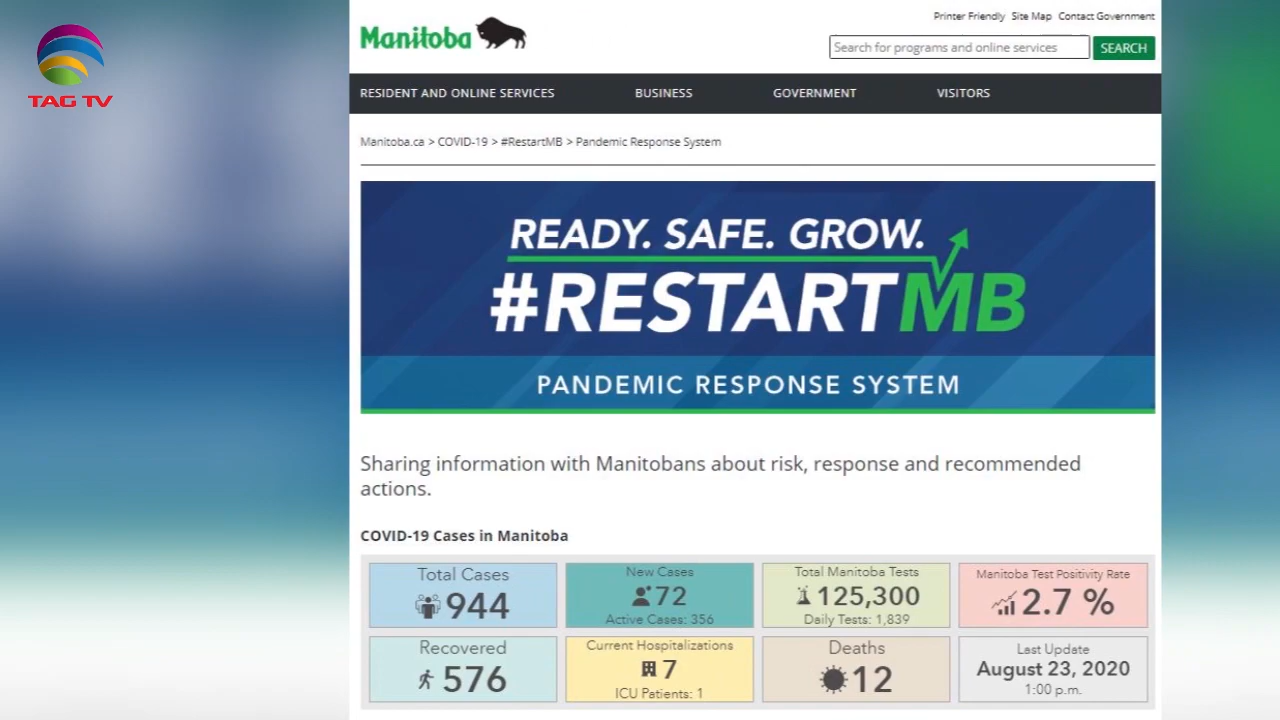 TAG TV
Manitoba
Printer Friendly Site Map Contact Government
Search for programs and online services
SEARCH
RESIDENT AND ONLINE SERVICES
BUSINESS
GOVERNMENT
VISITORS
Manitoba.ca > COVID-19 > #RestartMB > Pandemic Response System
READY. SAFE. GROW.
#RESTARTMB
PANDEMIC RESPONSE SYSTEM
Sharing information with Manitobans about risk, response and recommended
actions.
COVID-19 Cases in Manitoba
Total Cases
944
New Cases
72
Active Cases: 356
Total Manitoba Tests
125,300
Daily Tests: 1,839
Manitoba Test Positivity Rate
2.7 %
Recovered
576
Current Hospitalizations
7
ICU Patients: 1
Deaths
12
Last Update
August 23, 2020
1:00 p.m.